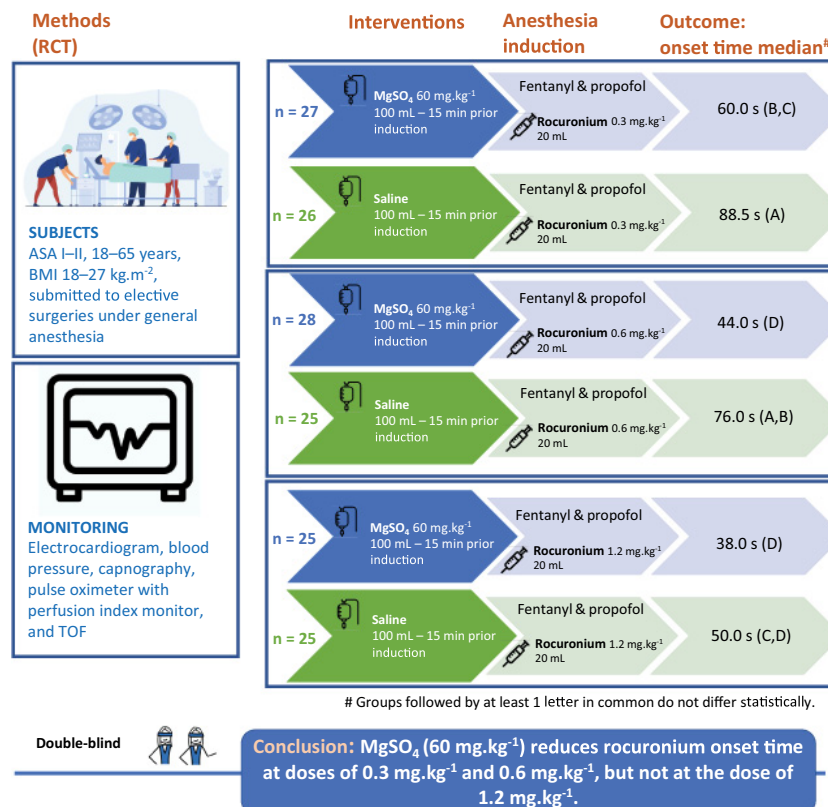 Methods
(RCT)
Interventions
Anesthesia
induction
Outcome:
onset time median#
SUBJECTS
ASA I–II, 18–65 years,
BMI 18–27 kg.m-2,
submitted to elective
surgeries under general
anesthesia
MONITORING
Electrocardiogram, blood
pressure, capnography,
pulse oximeter with
perfusion index monitor,
and TOF
n = 27
MgSO4 60 mg.kg-1
100 mL – 15 min prior
induction
Fentanyl & propofol
Rocuronium 0.3 mg.kg-1
20 mL
60.0 s (B,C)
n = 26
Saline
100 mL – 15 min prior
induction
Fentanyl & propofol
Rocuronium 0.3 mg.kg-1
20 mL
88.5 s (A)
n = 28
MgSO4 60 mg.kg-1
100 mL – 15 min prior
induction
Fentanyl & propofol
Rocuronium 0.6 mg.kg-1
20 mL
44.0 s (D)
n = 25
Saline
100 mL – 15 min prior
induction
Fentanyl & propofol
Rocuronium 0.6 mg.kg-1
20 mL
76.0 s (A,B)
n = 25
MgSO4 60 mg.kg-1
100 mL – 15 min prior
induction
Fentanyl & propofol
Rocuronium 1.2 mg.kg-1
20 mL
38.0 s (D)
n = 25
Saline
100 mL – 15 min prior
induction
Fentanyl & propofol
Rocuronium 1.2 mg.kg-1
20 mL
50.0 s (C,D)
# Groups followed by at least 1 letter in common do not differ statistically.
Double-blind
Conclusion: MgSO4 (60 mg.kg-1) reduces rocuronium onset time
at doses of 0.3 mg.kg-1 and 0.6 mg.kg-1, but not at the dose of
1.2 mg.kg-1.